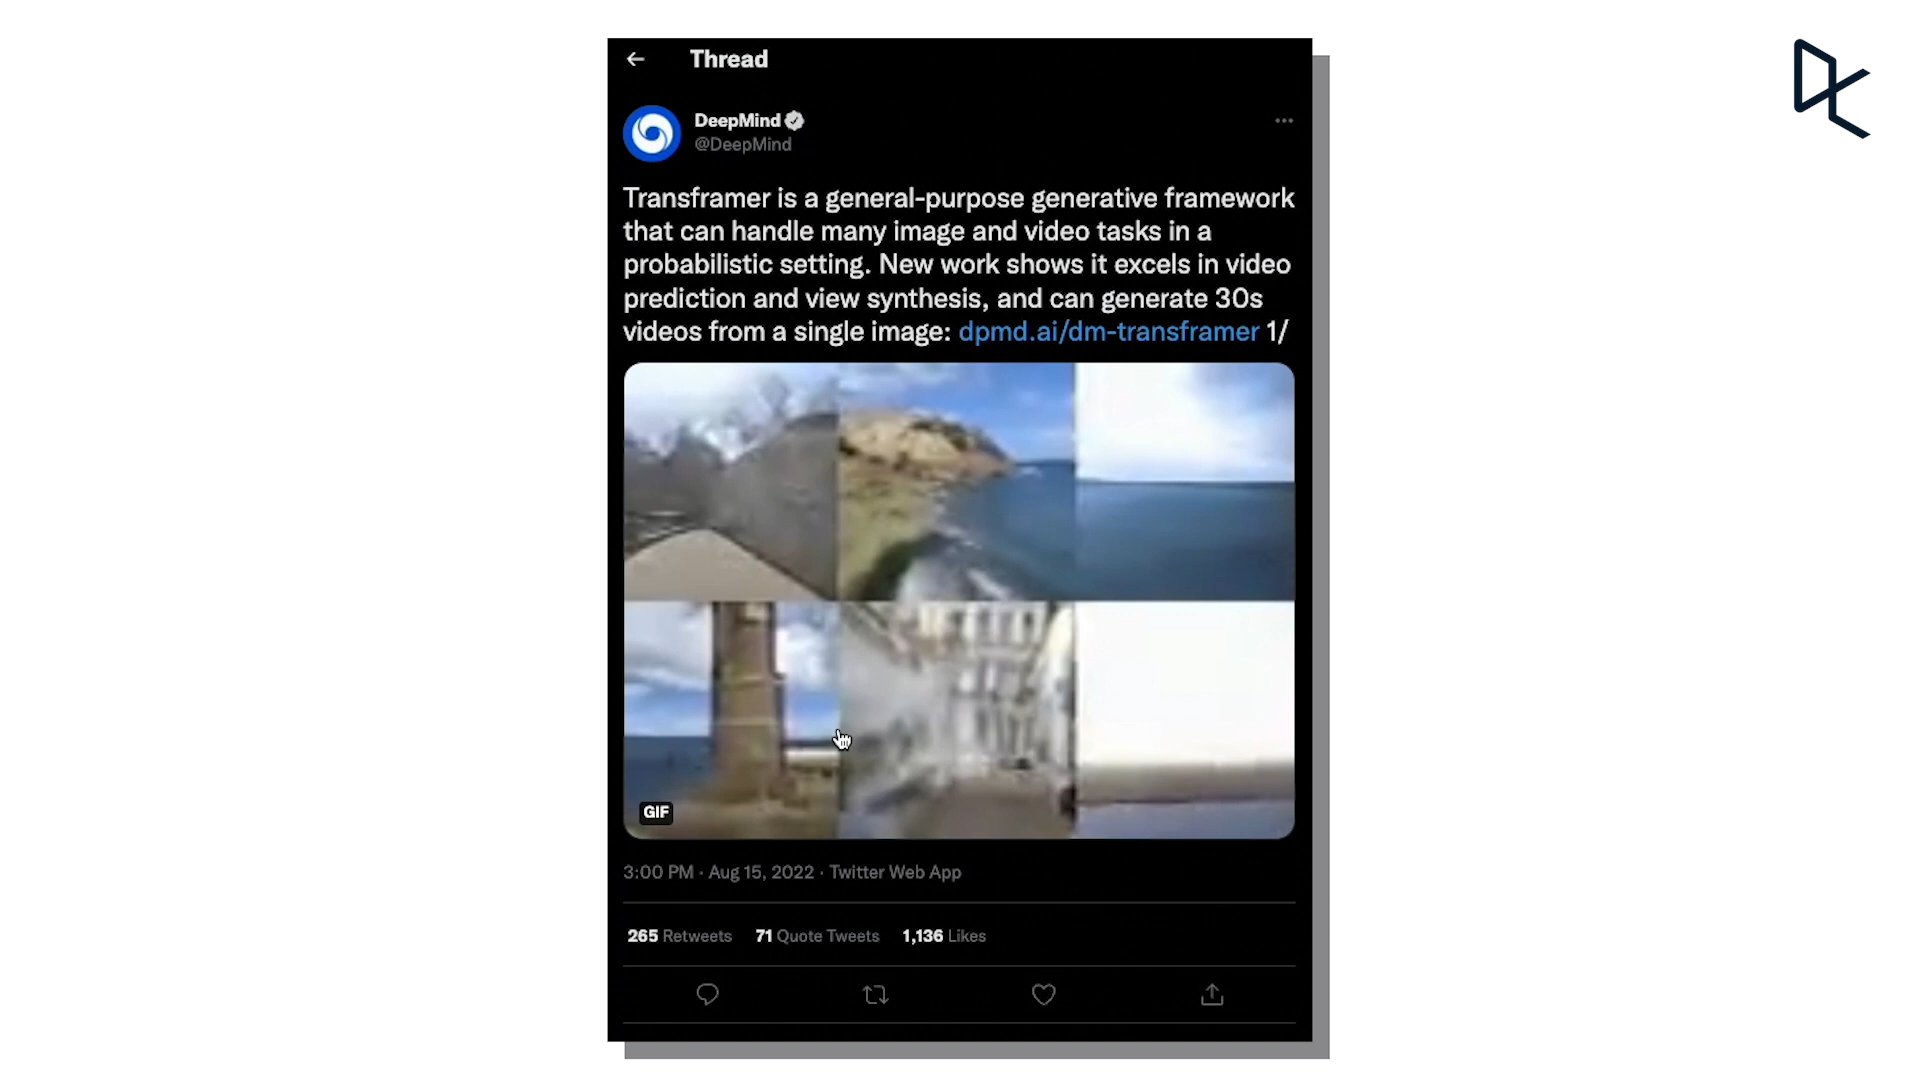 Thread
DeepMind
@DeepMind
Transframer is a general-purpose generative framework
that can handle many image and video tasks in a
probabilistic setting. New work shows it excels in video
prediction and view synthesis, and can generate 30s
videos from a single image: dpmd.ai/dm-transframer 1/
GIF
3:00 PM · Aug 15, 2022 · Twitter Web App
265 Retweets 71 Quote Tweets 1,136 Likes